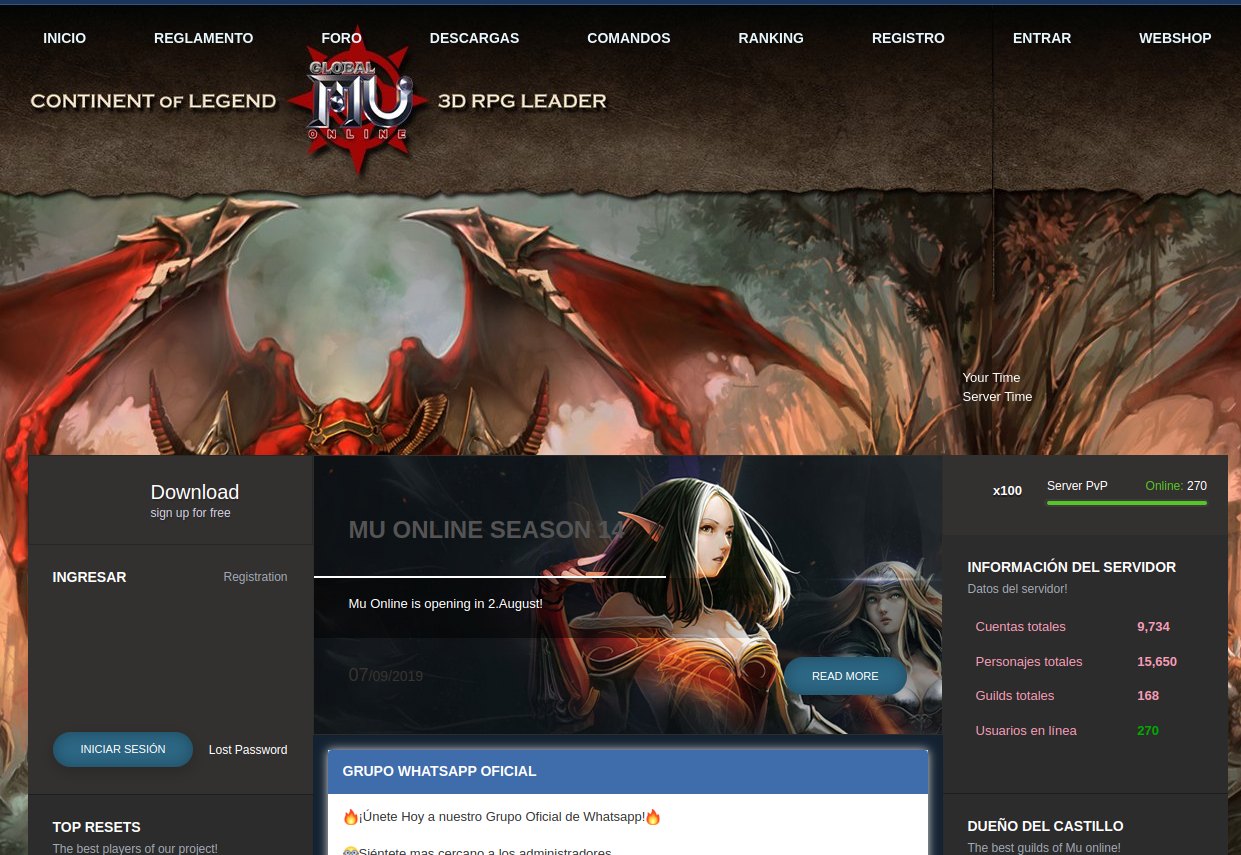 INICIO REGLAMENTO FORO DESCARGAS COMANDOS RANKING REGISTRO ENTRAR WEBSHOP
CONTINENT OF LEGEND
GLOBAL
MU
ONLINE
3D RPG LEADER
Your Time
Server Time
Download
sign up for free
INGRESAR Registration
INICIAR SESIÓN Lost Password
TOP RESETS
The best players of our project!
MU ONLINE SEASON 14
Mu Online is opening in 2.August!
07/09/2019
READ MORE
GRUPO WHATSAPP OFICIAL
🔥¡Únete Hoy a nuestro Grupo Oficial de Whatsapp!🔥
Siéntete mas cercano a los administradores
x100 Server PvP Online: 270
INFORMACIÓN DEL SERVIDOR
Datos del servidor!
Cuentas totales 9,734
Personajes totales 15,650
Guilds totales 168
Usuarios en línea 270
DUEÑO DEL CASTILLO
The best guilds of Mu online!